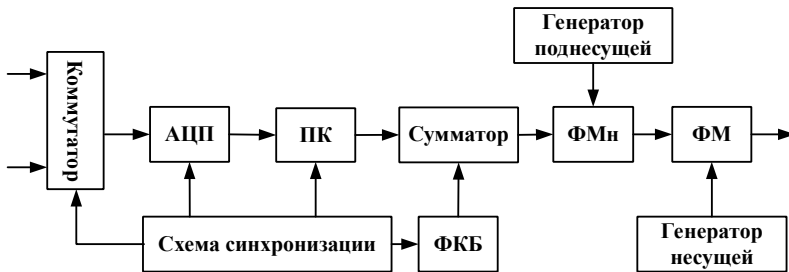 Генератор
поднесущей
Коммутатор
АЦП
ПК
Сумматор
ФМн
ФМ
Схема синхронизации
ФКБ
Генератор
несущей